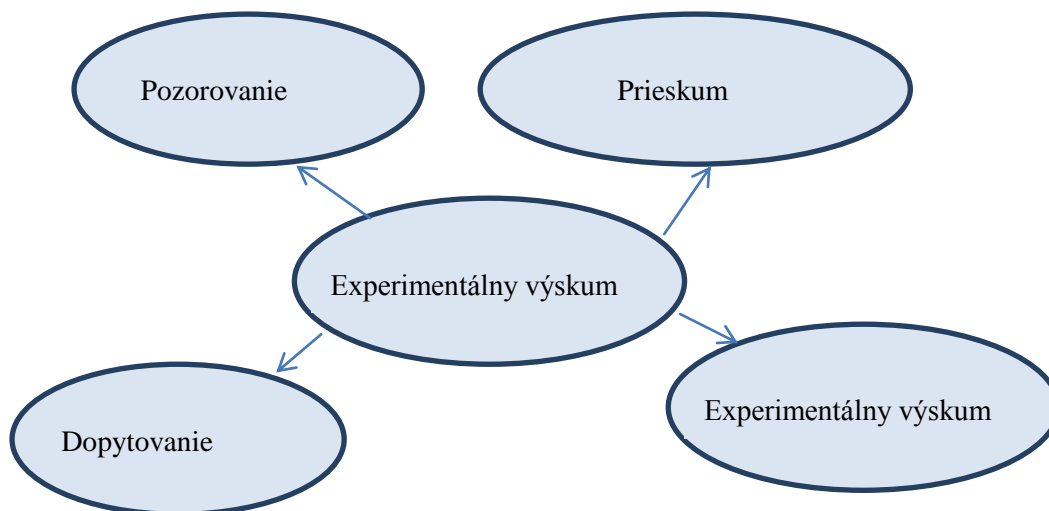 Pozorovanie
Prieskum
Experimentálny výskum
Experimentálny výskum
Dopytovanie